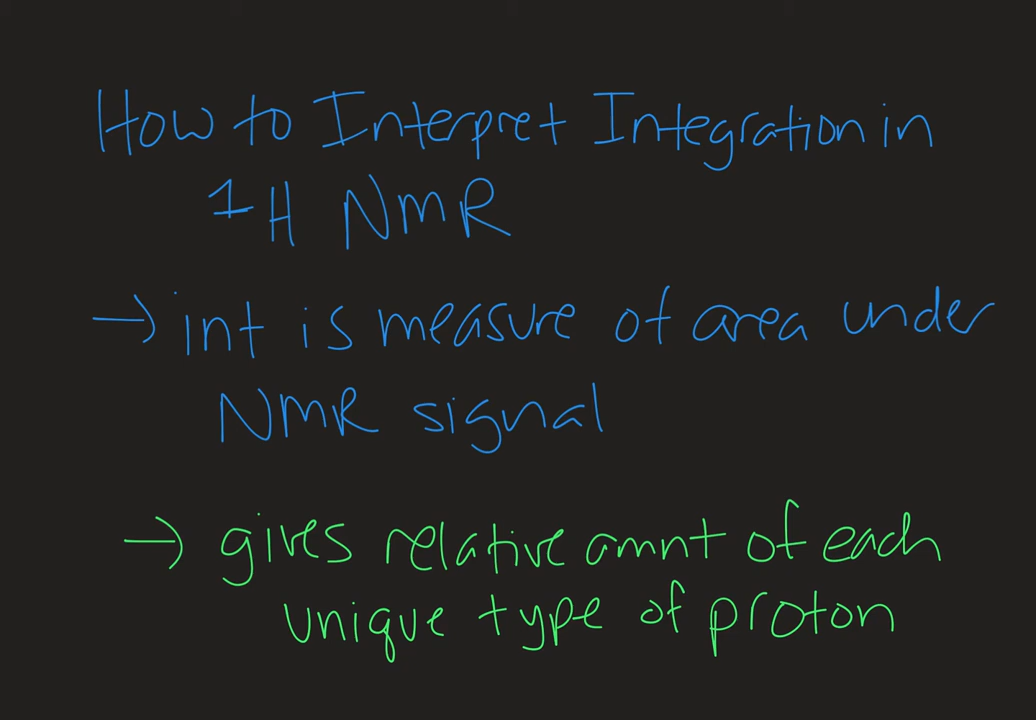 How to Interpret Integration in
1H NMR
→ int is measure of area under
NMR signal
→ gives relative amnt of each
unique type of proton